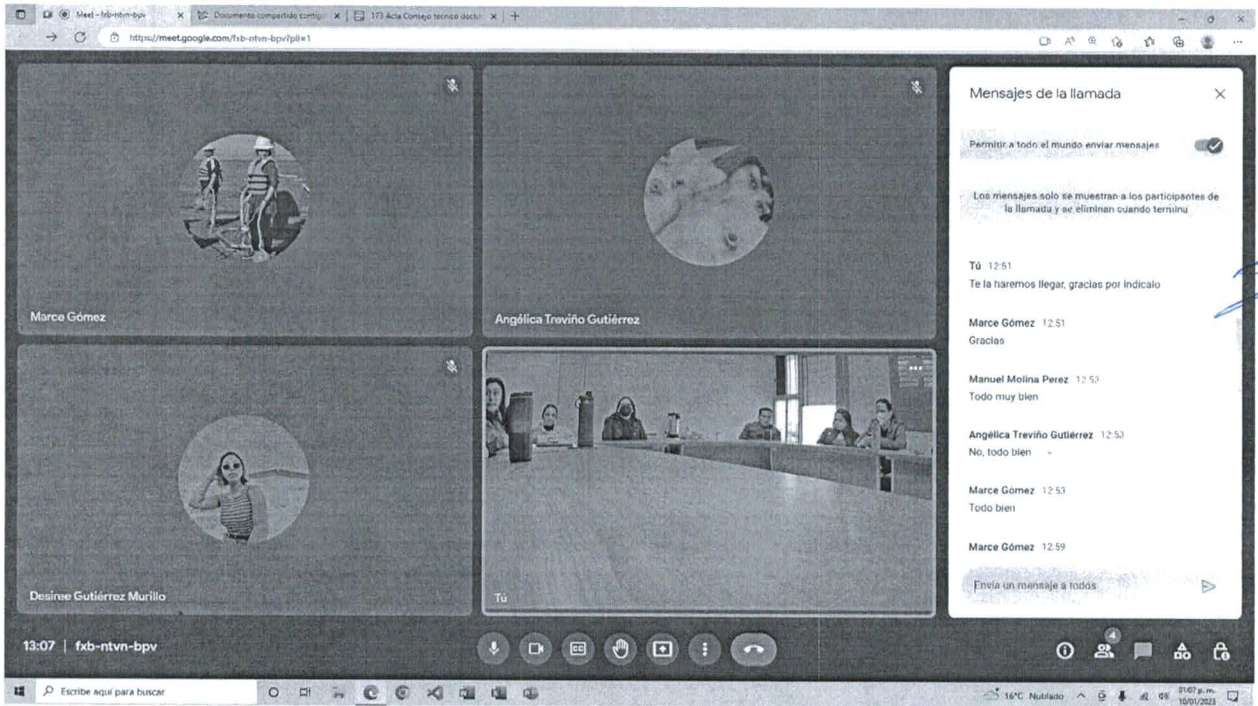 Meet - fxb-ntvn-bpv
Documento compartido contigo
173 Acta Consejo tecnico docto
https://meet.google.com/fxb-ntvn-bpv?pli=1
Marce Gómez
Angélica Treviño Gutiérrez
Desiree Gutiérrez Murillo
Tú
Mensajes de la llamada
Permitir a todo el mundo enviar mensajes
Los mensajes solo se muestran a los participantes de
la llamada y se eliminan cuando termina
Tú 12:51
Te la haremos llegar, gracias por indicalo
Marce Gómez 12:51
Gracias
Manuel Molina Perez 12:53
Todo muy bien
Angélica Treviño Gutiérrez 12:53
No, todo bien -
Marce Gómez 12:53
Todo bien
Marce Gómez 12:59
Envía un mensaje a todos
13:07 | fxb-ntvn-bpv
CC
4
Escribe aquí para buscar
16°C Nublado
01:07 p. m.
10/01/2023